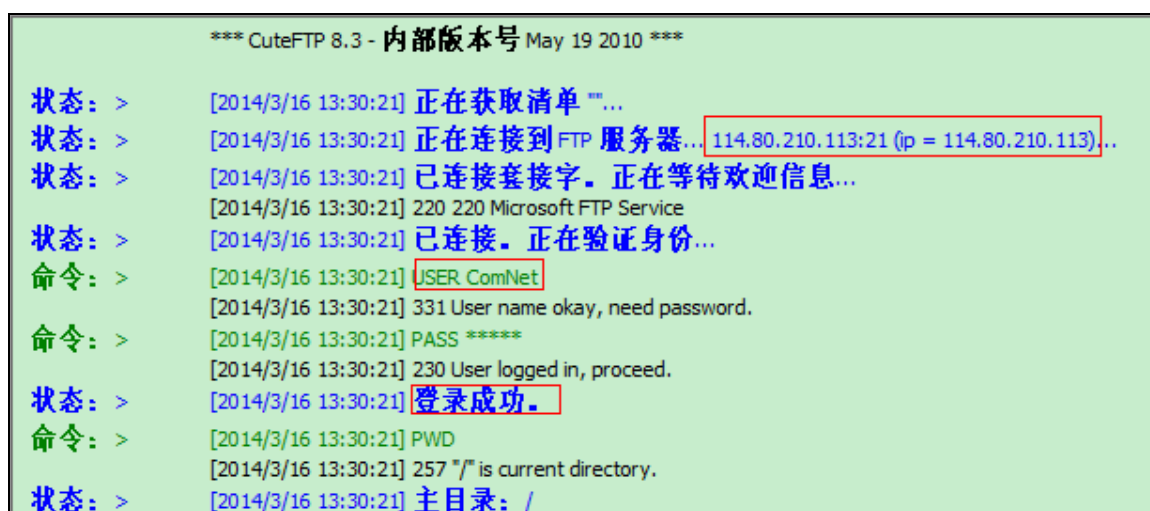 *** CuteFTP 8.3 - 内部版本号 May 19 2010 ***
状态：> [2014/3/16 13:30:21] 正在获取清单 ""...
状态：> [2014/3/16 13:30:21] 正在连接到 FTP 服务器... 114.80.210.113:21 (ip = 114.80.210.113)...
状态：> [2014/3/16 13:30:21] 已连接套接字。正在等待欢迎信息...
[2014/3/16 13:30:21] 220 220 Microsoft FTP Service
状态：> [2014/3/16 13:30:21] 已连接。正在验证身份...
命令：> [2014/3/16 13:30:21] USER ComNet
[2014/3/16 13:30:21] 331 User name okay, need password.
命令：> [2014/3/16 13:30:21] PASS *****
[2014/3/16 13:30:21] 230 User logged in, proceed.
状态：> [2014/3/16 13:30:21] 登录成功。
命令：> [2014/3/16 13:30:21] PWD
[2014/3/16 13:30:21] 257 "/" is current directory.
状态：> [2014/3/16 13:30:21] 主目录：/